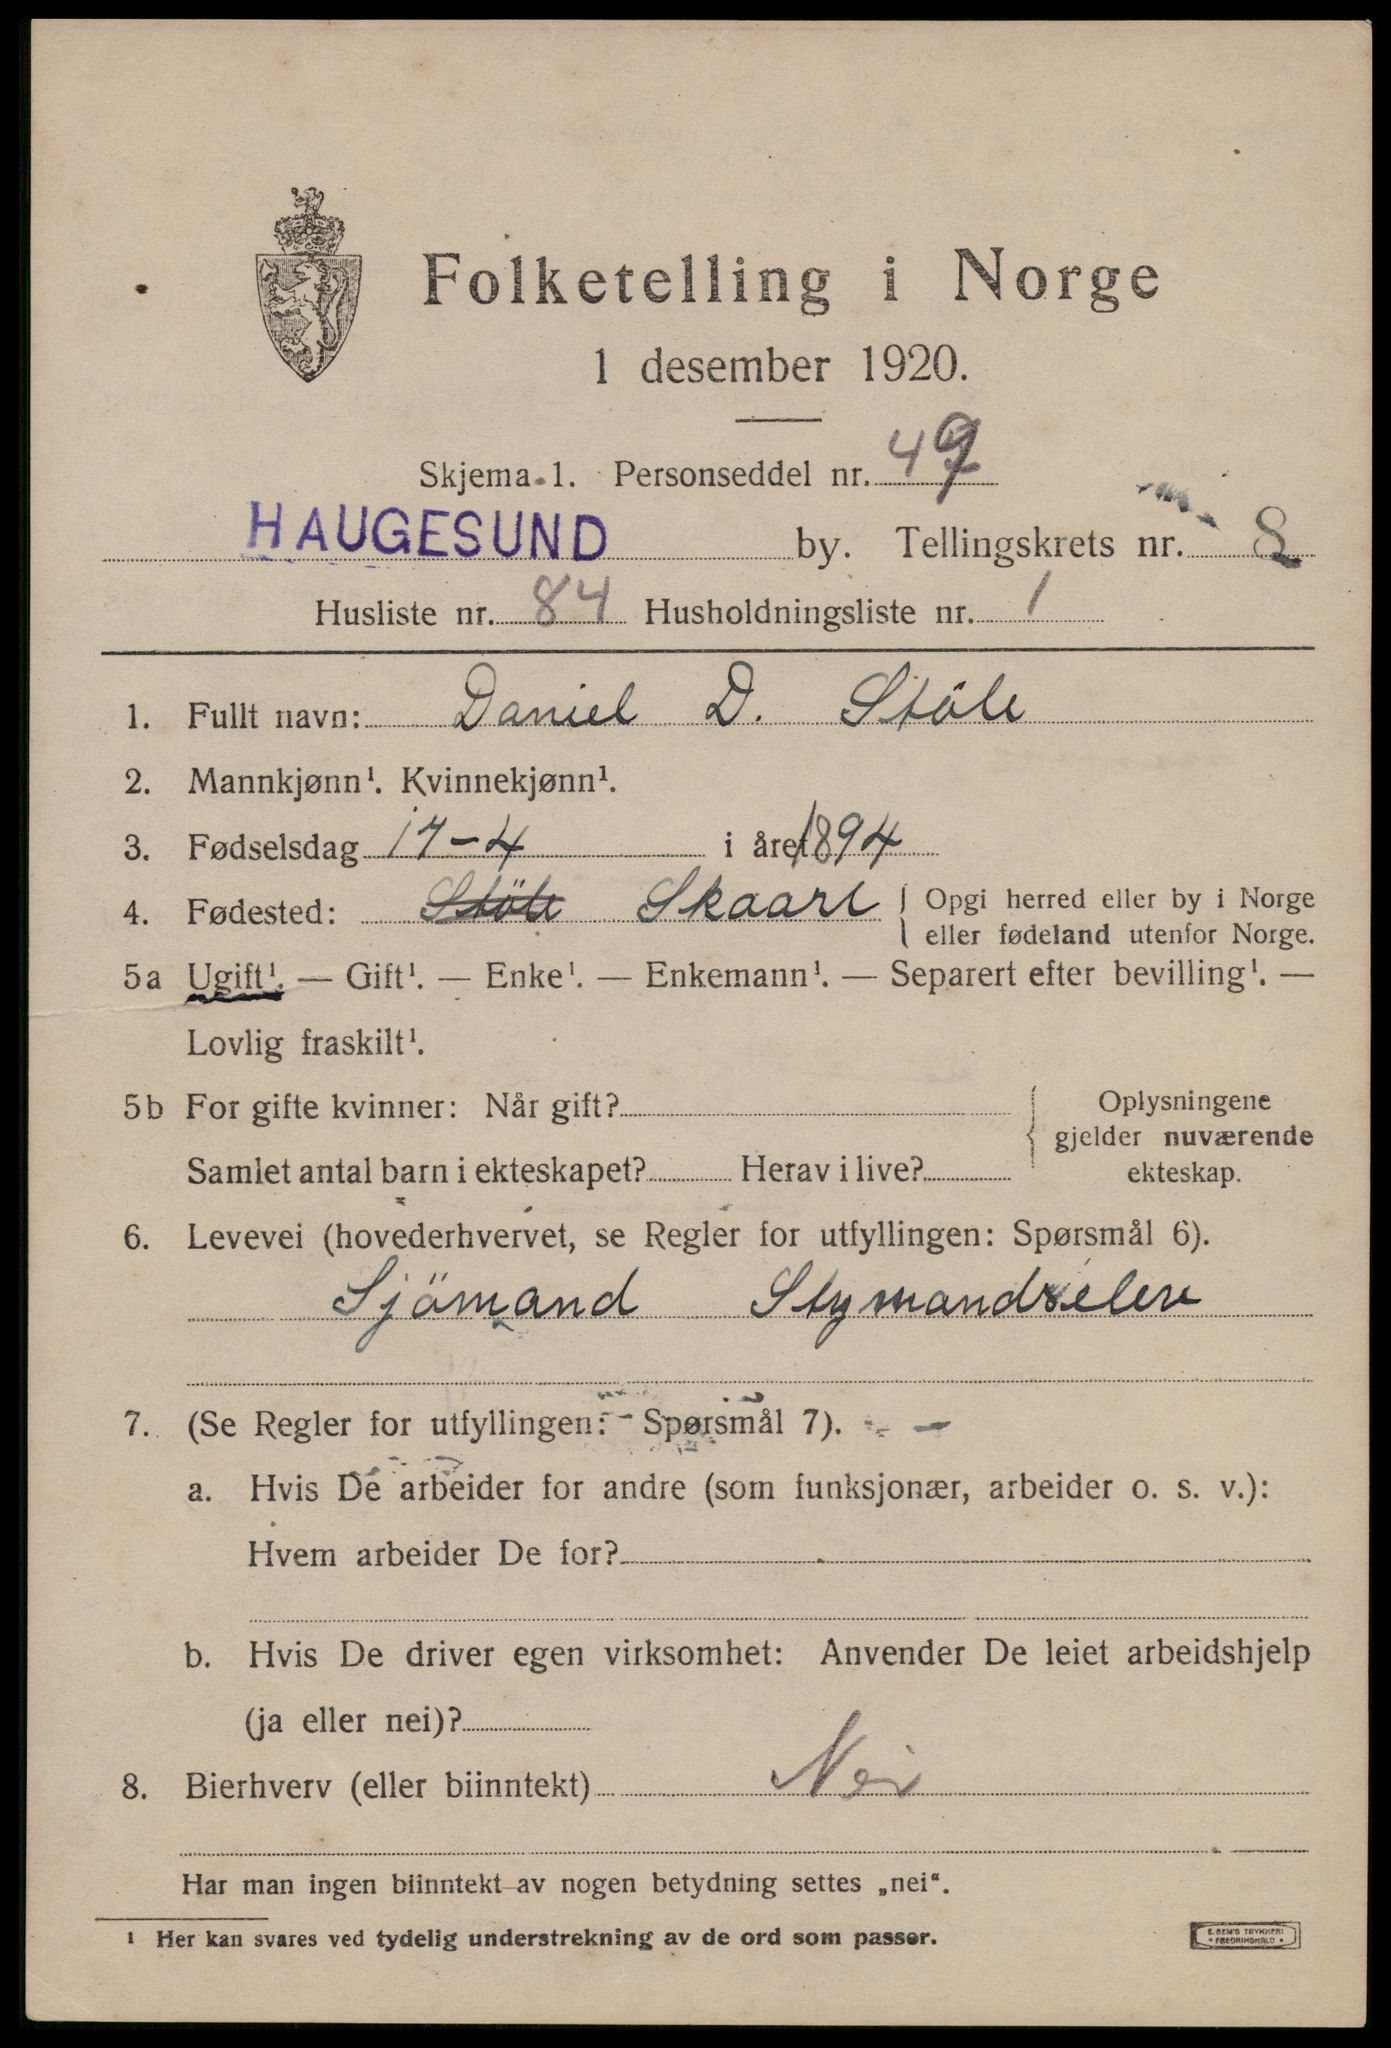 Folketelling i Norge
1 desember 1920.
Skjema 1. Personseddel nr. 49
HAUGESUND by. Tellingskrets nr. 8
Husliste nr. 84 Husholdningsliste nr. 1
1. Fullt navn: Daniel D. Stöle
2. Mannkjønn¹. Kvinnekjønn¹.
3. Fødselsdag 17-4 i året 1894
4. Fødested: Stöle Skaare { Opgi herred eller by i Norge
eller fødeland utenfor Norge.
5a Ugift¹. — Gift¹. — Enke¹. — Enkemann¹. — Separert efter bevilling¹. —
Lovlig fraskilt¹.
5b For gifte kvinner: Når gift? { Oplysningene
gjelder nuværende
Samlet antal barn i ekteskapet? Herav i live? ekteskap.
6. Levevei (hovederhvervet, se Regler for utfyllingen: Spørsmål 6).
Sjömand Stymandselev
7. (Se Regler for utfyllingen: Spørsmål 7).
a. Hvis De arbeider for andre (som funksjonær, arbeider o. s. v.):
Hvem arbeider De for?
b. Hvis De driver egen virksomhet: Anvender De leiet arbeidshjelp
(ja eller nei)?
8. Bierhverv (eller biinntekt) Nei
Har man ingen biinntekt av nogen betydning settes „nei“.
¹ Her kan svares ved tydelig understrekning av de ord som passer.
E. SEM'S TRYKKERI
• FREDRIKSHALD •